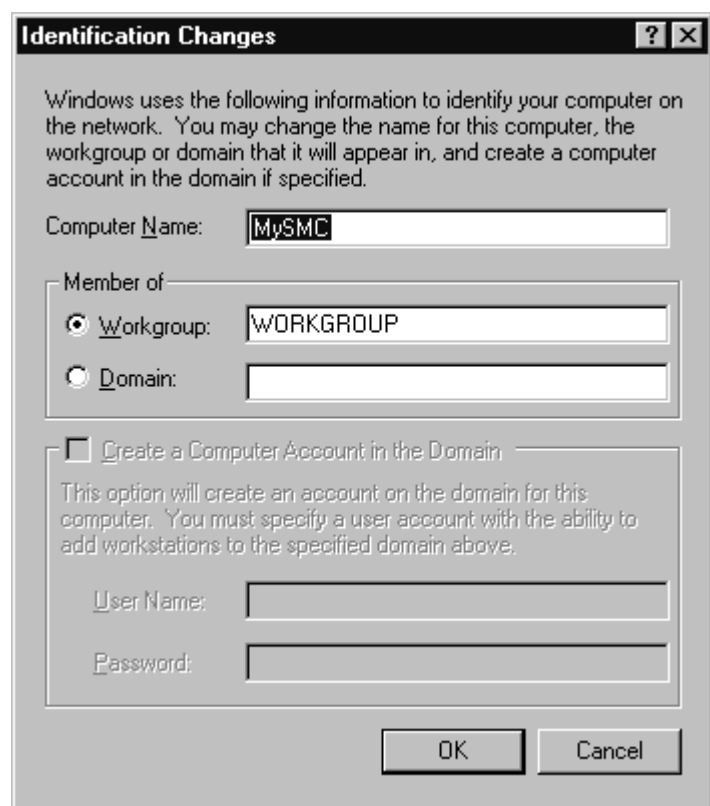 Identification Changes
Windows uses the following information to identify your computer on
the network.  You may change the name for this computer, the
workgroup or domain that it will appear in, and create a computer
account in the domain if specified.
Computer Name: MySMC
Member of
Workgroup: WORKGROUP
Domain:
Create a Computer Account in the Domain
This option will create an account on the domain for this
computer.  You must specify a user account with the ability to
add workstations to the specified domain above.
User Name:
Password:
OK Cancel